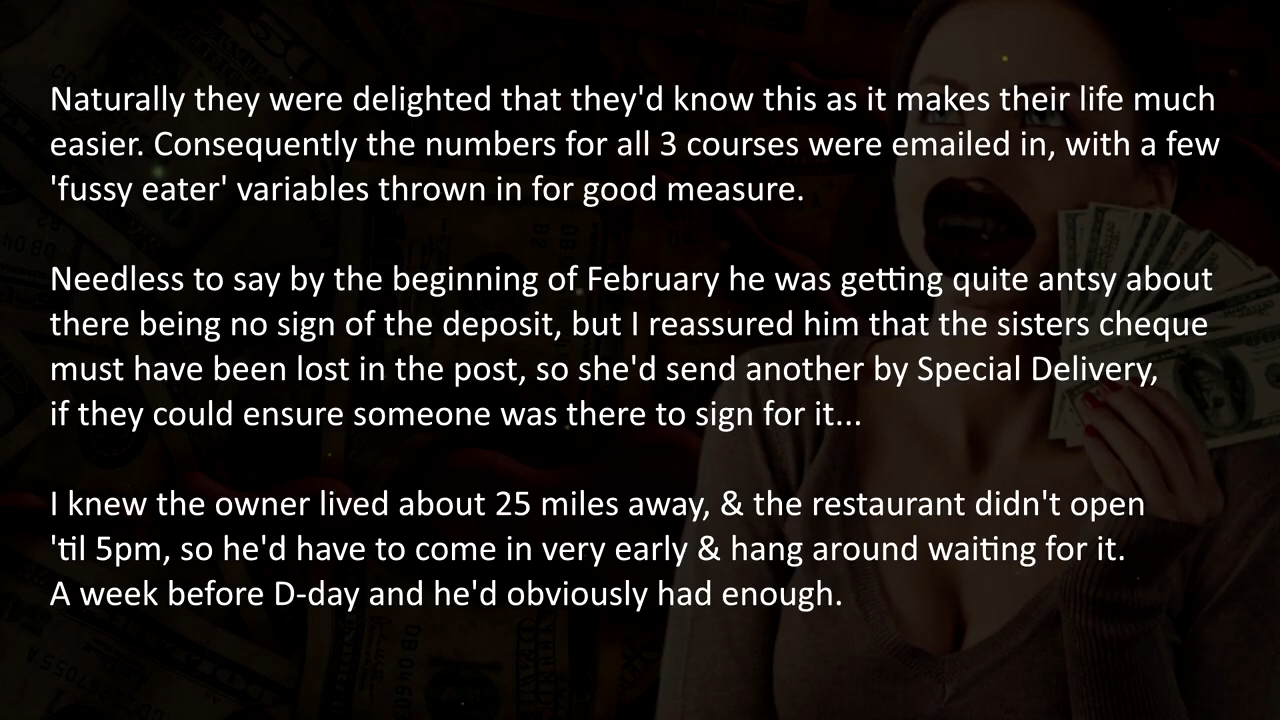 Naturally they were delighted that they'd know this as it makes their life much
easier. Consequently the numbers for all 3 courses were emailed in, with a few
'fussy eater' variables thrown in for good measure.
Needless to say by the beginning of February he was getting quite antsy about
there being no sign of the deposit, but I reassured him that the sisters cheque
must have been lost in the post, so she'd send another by Special Delivery,
if they could ensure someone was there to sign for it...
I knew the owner lived about 25 miles away, & the restaurant didn't open
'til 5pm, so he'd have to come in very early & hang around waiting for it.
A week before D-day and he'd obviously had enough.